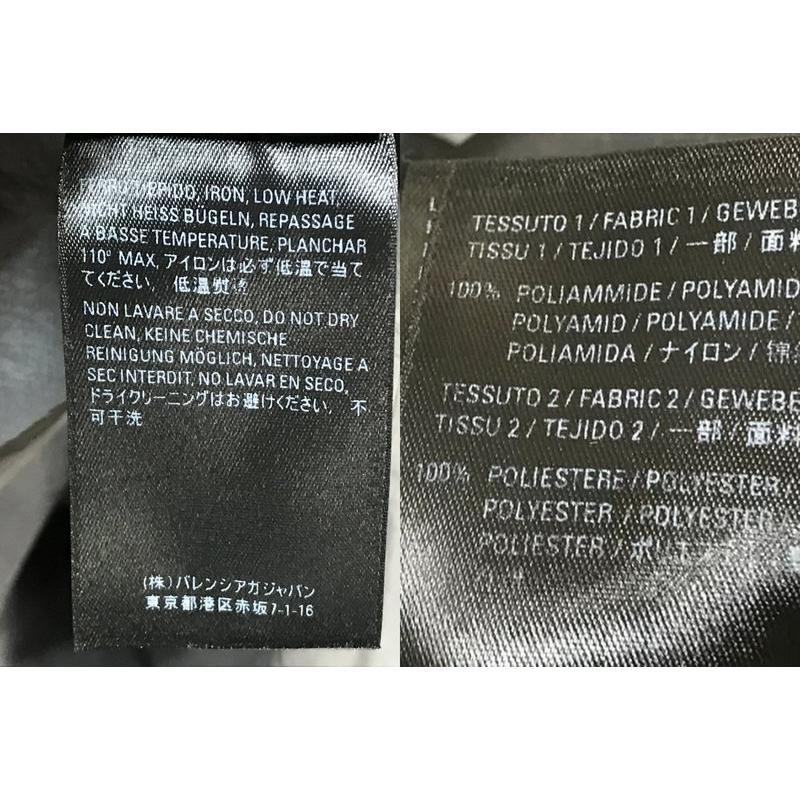 IRON, LOW HEAT,
NICHT HEISS BÜGELN, REPASSAGE
A BASSE TEMPERATURE, PLANCHAR
110° MAX, アイロンは必ず低温で当て
てください, 低温熨
NON LAVARE A SECCO, DO NOT DRY
CLEAN, KEINE CHEMISCHE
REINIGUNG MÖGLICH, NETTOYAGE A
SEC INTERDIT, NO LAVAR EN SECO,
ドライクリーニングはお避けください, 不
可干洗
(株)バレンシアガジャパン
東京都港区赤坂7-1-16
TESSUTO 1 / FABRIC 1 / GEWEBE
TISSU 1 / TEJIDO 1 / 一部 / 面料
100% POLIAMMIDE / POLYAMID
POLYAMID / POLYAMIDE /
POLIAMIDA / ナイロン / 锦
TESSUTO 2 / FABRIC 2 / GEWEBE
TISSU 2 / TEJIDO 2 / 一部 / 面料
100% POLIESTERE / POLYESTER /
POLYESTER / POLYESTER
POLIESTER / ポリエ